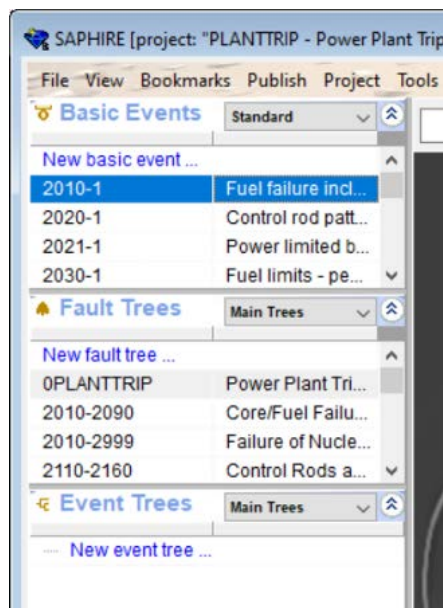 SAPHIRE [project: "PLANTTRIP - Power Plant Trip
File View Bookmarks Publish Project Tools
Basic Events Standard
New basic event ...
2010-1 Fuel failure incl...
2020-1 Control rod patt...
2021-1 Power limited b...
2030-1 Fuel limits - pe...
Fault Trees Main Trees
New fault tree ...
0PLANTTRIP Power Plant Tri...
2010-2090 Core/Fuel Failu...
2010-2999 Failure of Nucle...
2110-2160 Control Rods a...
Event Trees Main Trees
New event tree ...